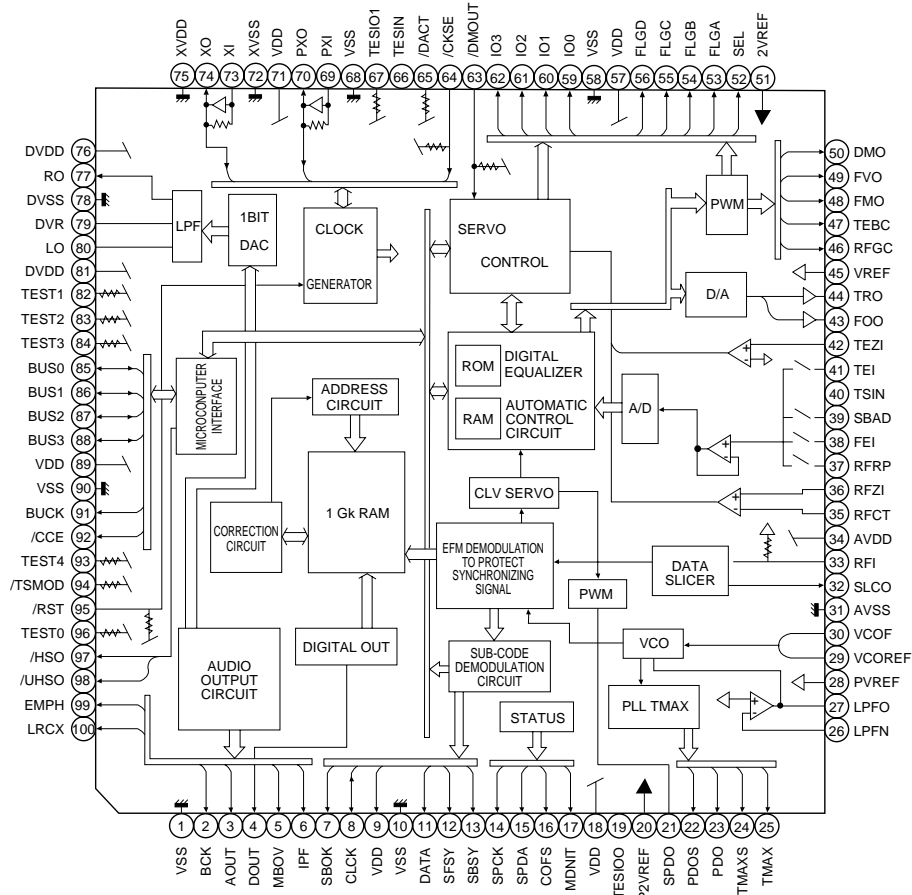 XVDD
XO
XI
XVSS
VDD
PXO
PXI
VSS
TESIO1
TESIN
/DACT
/CKSE
/DMOUT
IO3
IO2
IO1
IO0
VSS
VDD
FLGD
FLGC
FLGB
FLGA
SEL
2VREF
75
74
73
72
71
70
69
68
67
66
65
64
63
62
61
60
59
58
57
56
55
54
53
52
51
DVDD 76
RO 77
DVSS 78
DVR 79
LO 80
DVDD 81
TEST1 82
TEST2 83
TEST3 84
BUS0 85
BUS1 86
BUS2 87
BUS3 88
VDD 89
VSS 90
BUCK 91
/CCE 92
TEST4 93
/TSMOD 94
/RST 95
TEST0 96
/HSO 97
/UHSO 98
EMPH 99
LRCX 100
LPF
1BIT
DAC
CLOCK
GENERATOR
SERVO
CONTROL
PWM
D/A
MICROCONPUTER
INTERFACE
ADDRESS
CIRCUIT
ROM
DIGITAL
EQUALIZER
RAM
AUTOMATIC
CONTROL
CIRCUIT
A/D
CORRECTION
CIRCUIT
1 Gk RAM
CLV SERVO
EFM DEMODULATION
TO PROTECT
SYNCHRONIZING
SIGNAL
DATA
SLICER
PWM
AUDIO
OUTPUT
CIRCUIT
DIGITAL OUT
SUB-CODE
DEMODULATION
CIRCUIT
VCO
STATUS
PLL TMAX
+
-
+
-
+
-
+
-
50 DMO
49 FVO
48 FMO
47 TEBC
46 RFGC
45 VREF
44 TRO
43 FOO
42 TEZI
41 TEI
40 TSIN
39 SBAD
38 FEI
37 RFRP
36 RFZI
35 RFCT
34 AVDD
33 RFI
32 SLCO
31 AVSS
30 VCOF
29 VCOREF
28 PVREF
27 LPFO
26 LPFN
1
2
3
4
5
6
7
8
9
10
11
12
13
14
15
16
17
18
19
20
21
22
23
24
25
VSS
BCK
AOUT
DOUT
MBOV
IPF
SBOK
CLCK
VDD
VSS
DATA
SFSY
SBSY
SPCK
SPDA
COFS
MDNIT
VDD
TESIOO
P2VREF
SPDO
PDOS
PDO
TMAXS
TMAX